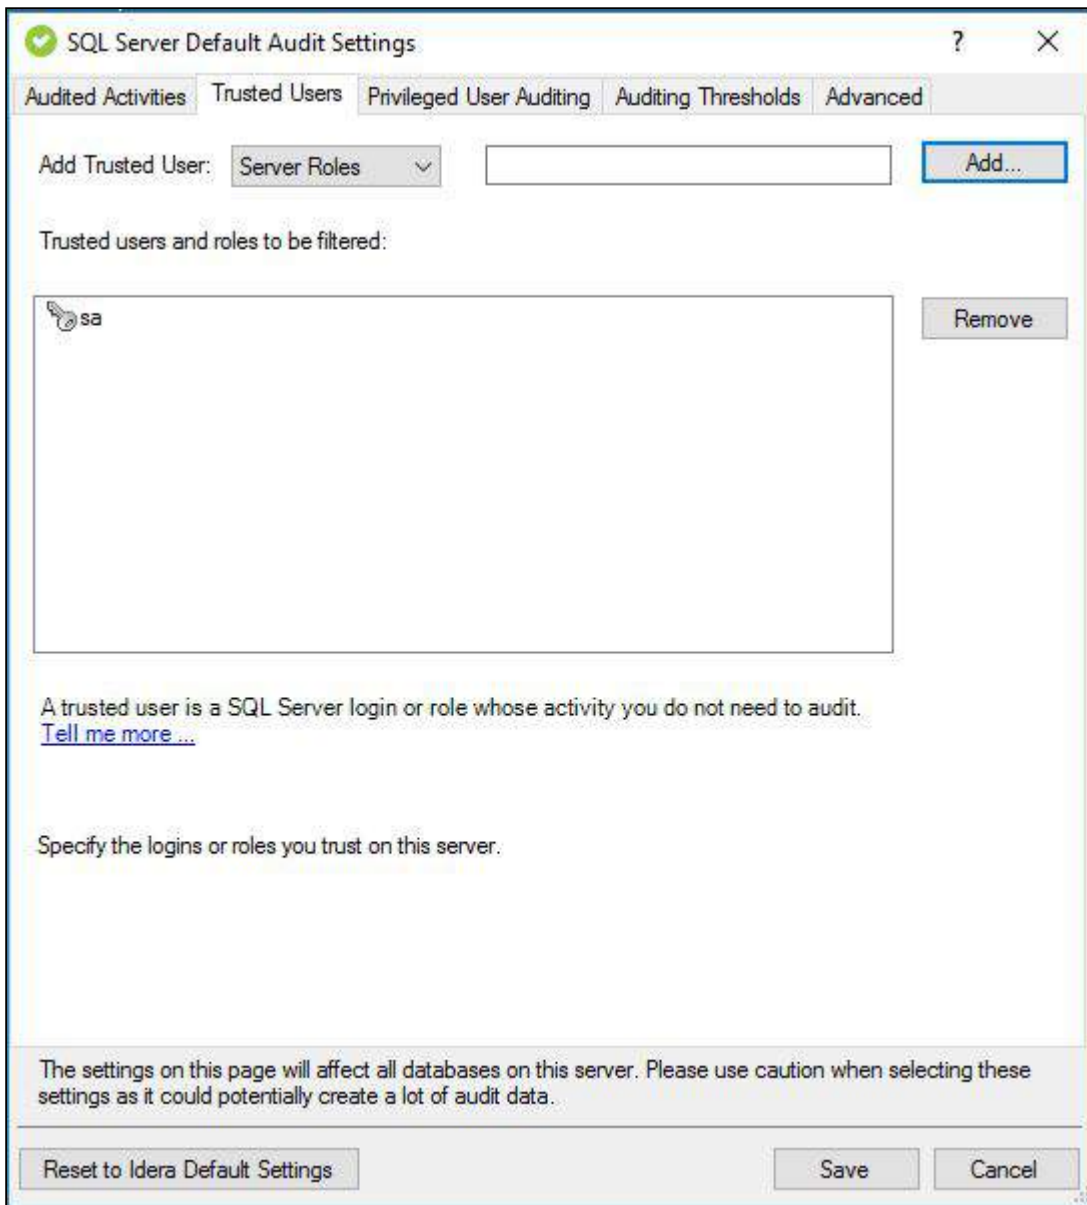 SQL Server Default Audit Settings ?
Audited Activities Trusted Users Privileged User Auditing Auditing Thresholds Advanced
Add Trusted User: Server Roles Add...
Trusted users and roles to be filtered:
sa Remove
A trusted user is a SQL Server login or role whose activity you do not need to audit.
Tell me more ...
Specify the logins or roles you trust on this server.
The settings on this page will affect all databases on this server. Please use caution when selecting these
settings as it could potentially create a lot of audit data.
Reset to Idera Default Settings Save Cancel